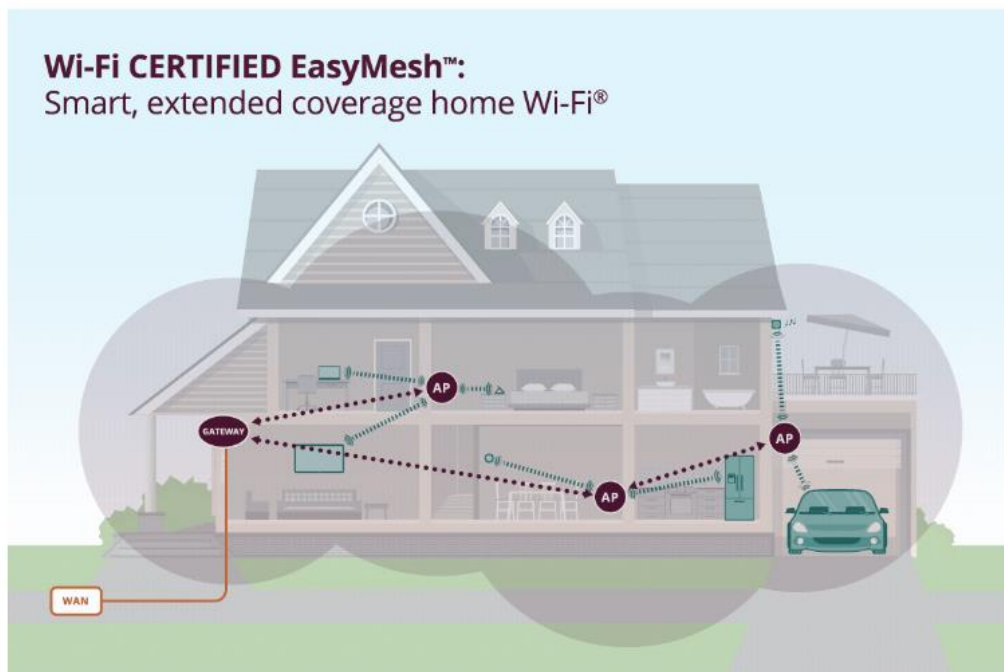 Wi-Fi CERTIFIED EasyMesh™:
Smart, extended coverage home Wi-Fi®
AP
GATEWAY
AP
AP
WAN